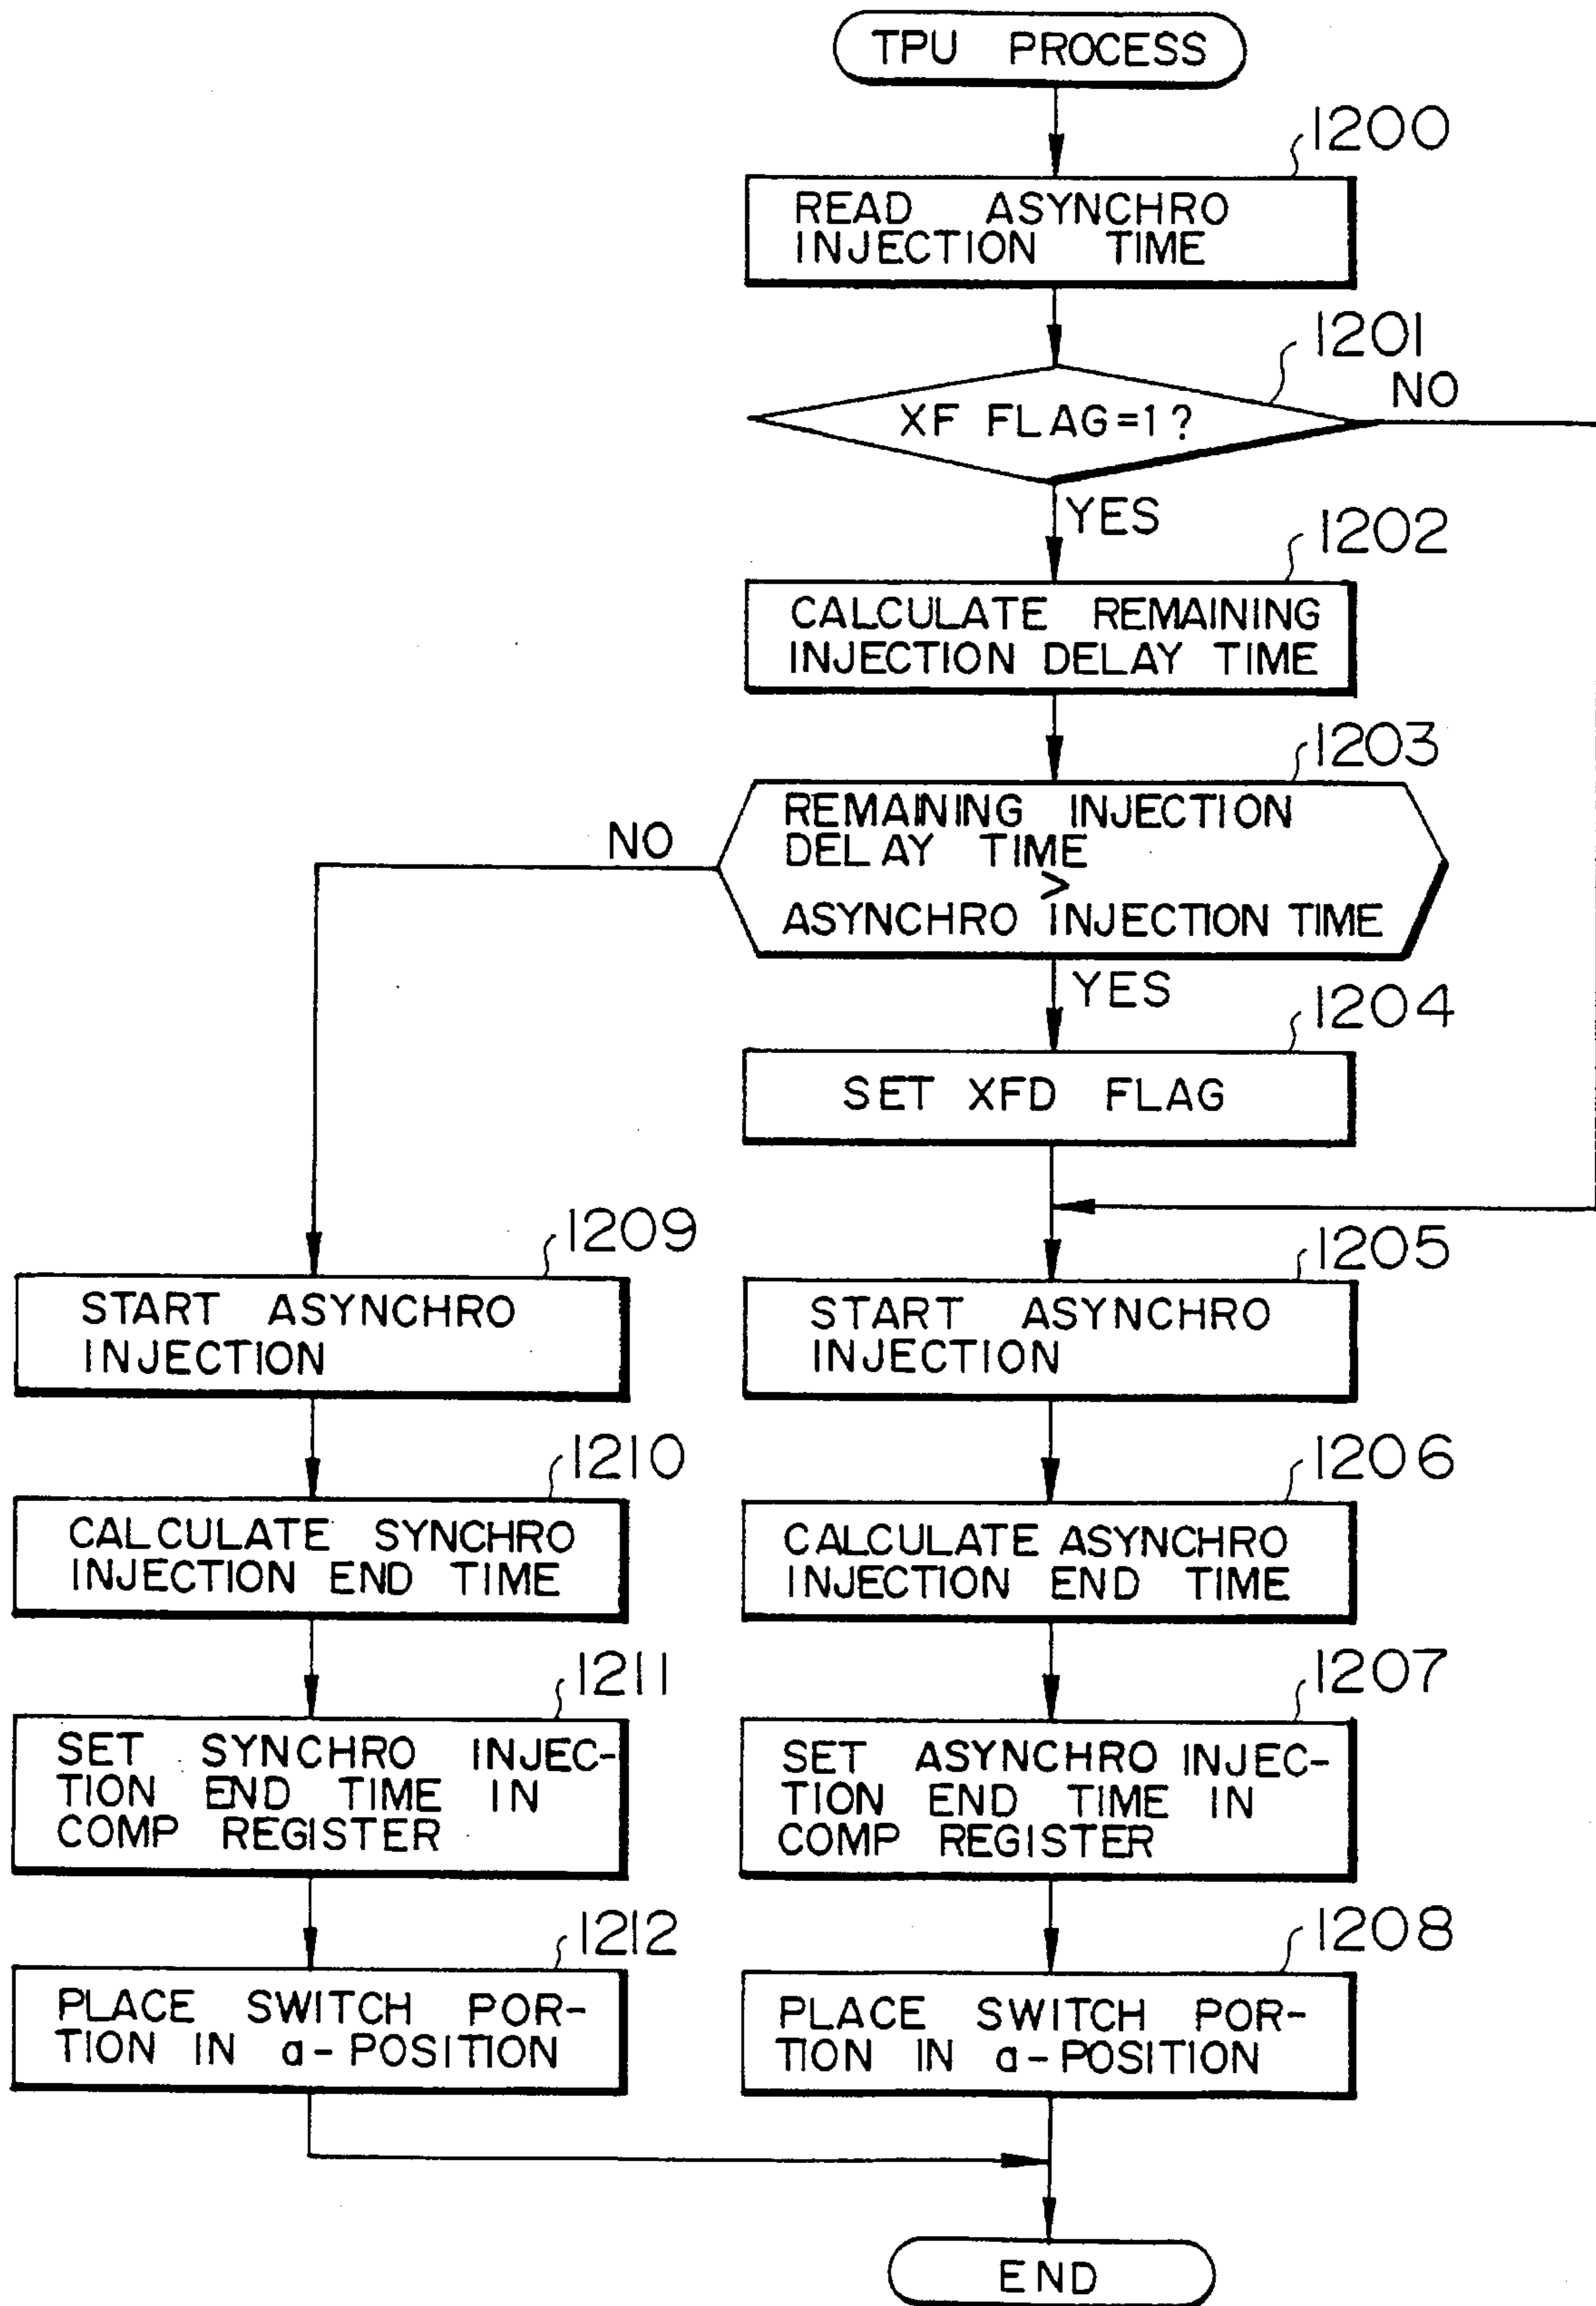 TPU PROCESS
1200
READ ASYNCHRO
INJECTION TIME
1201
XF FLAG=1?
NO
YES
1202
CALCULATE REMAINING
INJECTION DELAY TIME
1203
REMAINING INJECTION
DELAY TIME
>
ASYNCHRO INJECTION TIME
NO
YES
1204
SET XFD FLAG
1209
START ASYNCHRO
INJECTION
1210
CALCULATE SYNCHRO
INJECTION END TIME
1211
SET SYNCHRO INJEC-
TION END TIME IN
COMP REGISTER
1212
PLACE SWITCH POR-
TION IN a-POSITION
1205
START ASYNCHRO
INJECTION
1206
CALCULATE ASYNCHRO
INJECTION END TIME
1207
SET ASYNCHRO INJEC-
TION END TIME IN
COMP REGISTER
1208
PLACE SWITCH POR-
TION IN a-POSITION
END